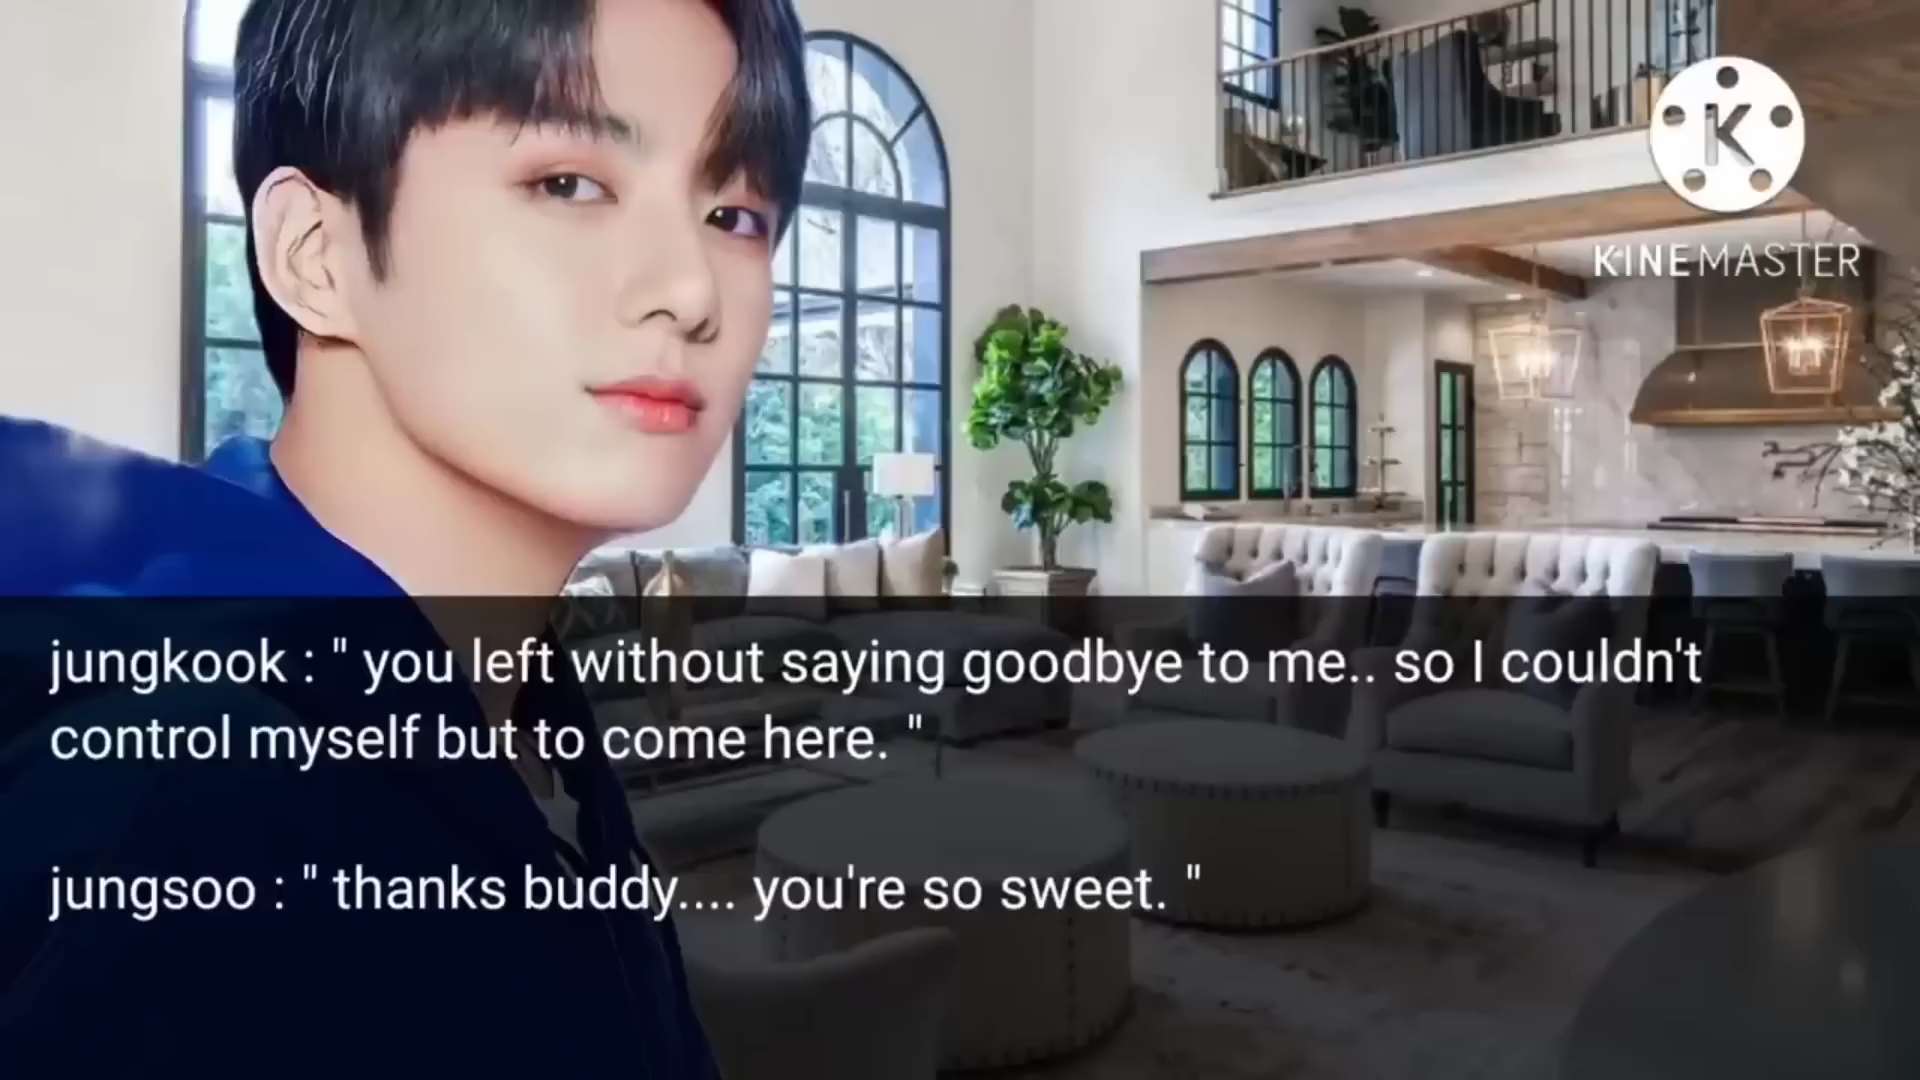 K
KINEMASTER
jungkook : " you left without saying goodbye to me.. so I couldn't
control myself but to come here. "
jungsoo : " thanks buddy.... you're so sweet. "